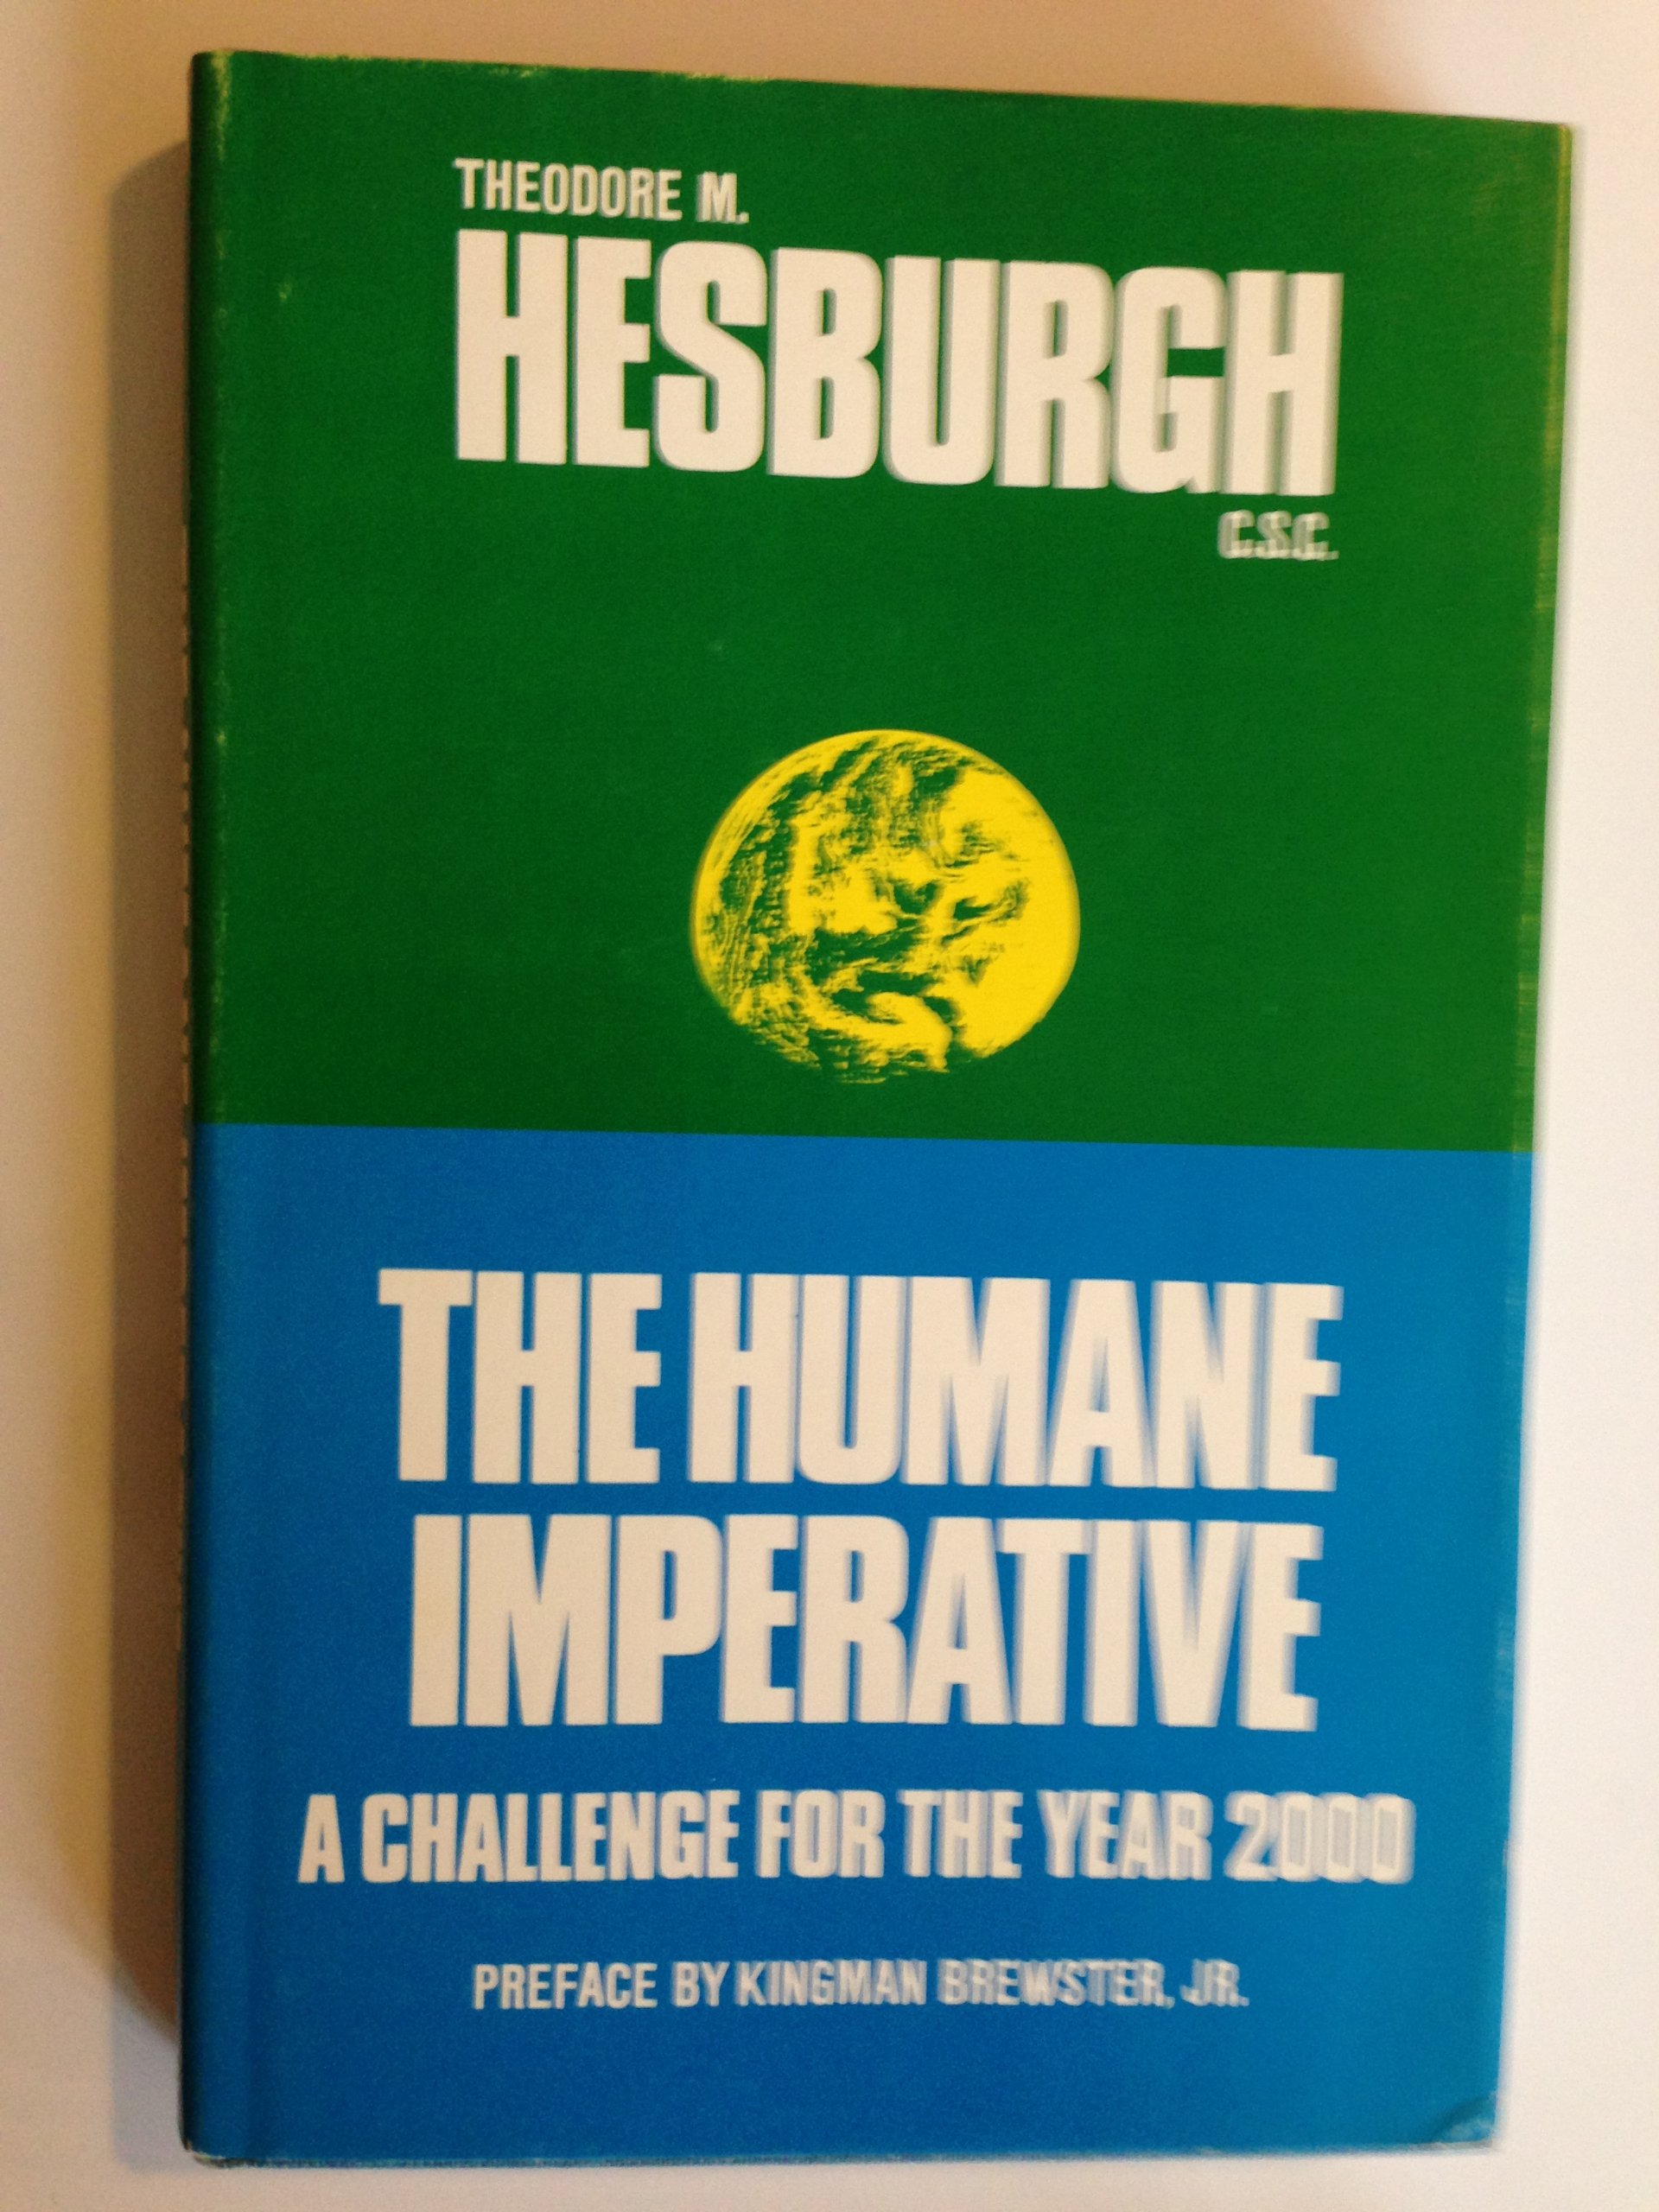 THEODORE M.
HESBURGH
C.S.C.
THE HUMANE
IMPERATIVE
A CHALLENGE FOR THE YEAR 2000
PREFACE BY KINGMAN BREWSTER, JR.